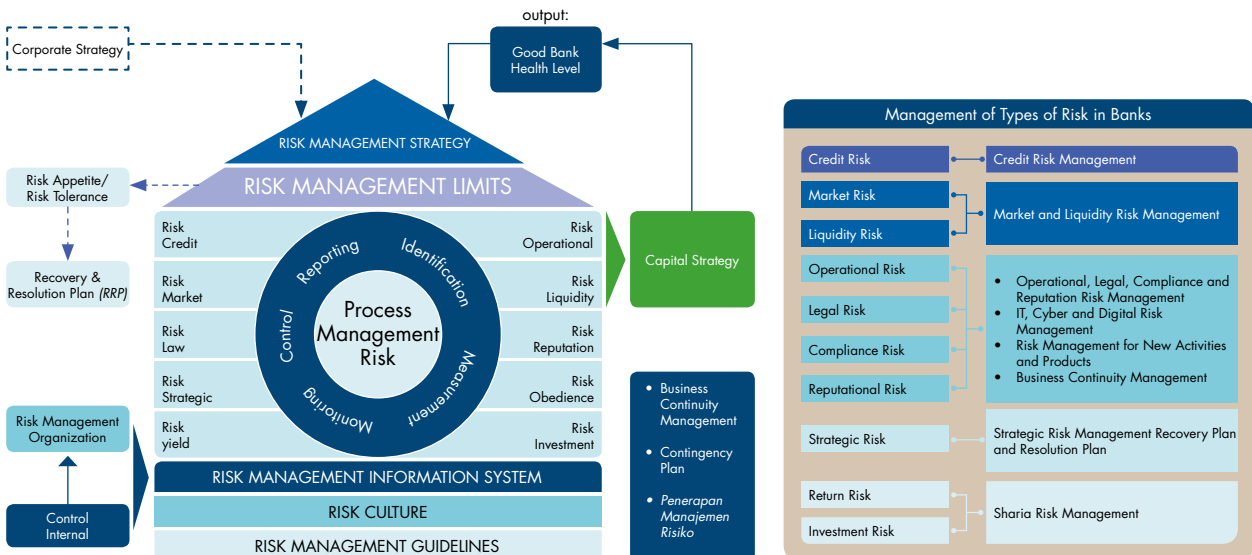 output:
Corporate Strategy
Good Bank
Health Level
RISK MANAGEMENT STRATEGY
RISK MANAGEMENT LIMITS
Risk Appetite/
Risk Tolerance
Recovery &
Resolution Plan (RRP)
Risk
Credit
Risk
Market
Risk
Law
Risk
Strategic
Risk
yield
Reporting
Identification
Measurement
Monitoring
Control
Process
Management
Risk
Risk
Operational
Risk
Liquidity
Risk
Reputation
Risk
Obedience
Risk
Investment
Capital Strategy
Risk Management
Organization
Control
Internal
RISK MANAGEMENT INFORMATION SYSTEM
RISK CULTURE
RISK MANAGEMENT GUIDELINES
• Business
Continuity
Management
• Contingency
Plan
• Penerapan
Manajemen
Risiko
Management of Types of Risk in Banks
Credit Risk
Credit Risk Management
Market Risk
Liquidity Risk
Market and Liquidity Risk Management
Operational Risk
Legal Risk
Compliance Risk
Reputational Risk
• Operational, Legal, Compliance and
Reputation Risk Management
• IT, Cyber and Digital Risk
Management
• Risk Management for New Activities
and Products
• Business Continuity Management
Strategic Risk
Strategic Risk Management Recovery Plan
and Resolution Plan
Return Risk
Investment Risk
Sharia Risk Management